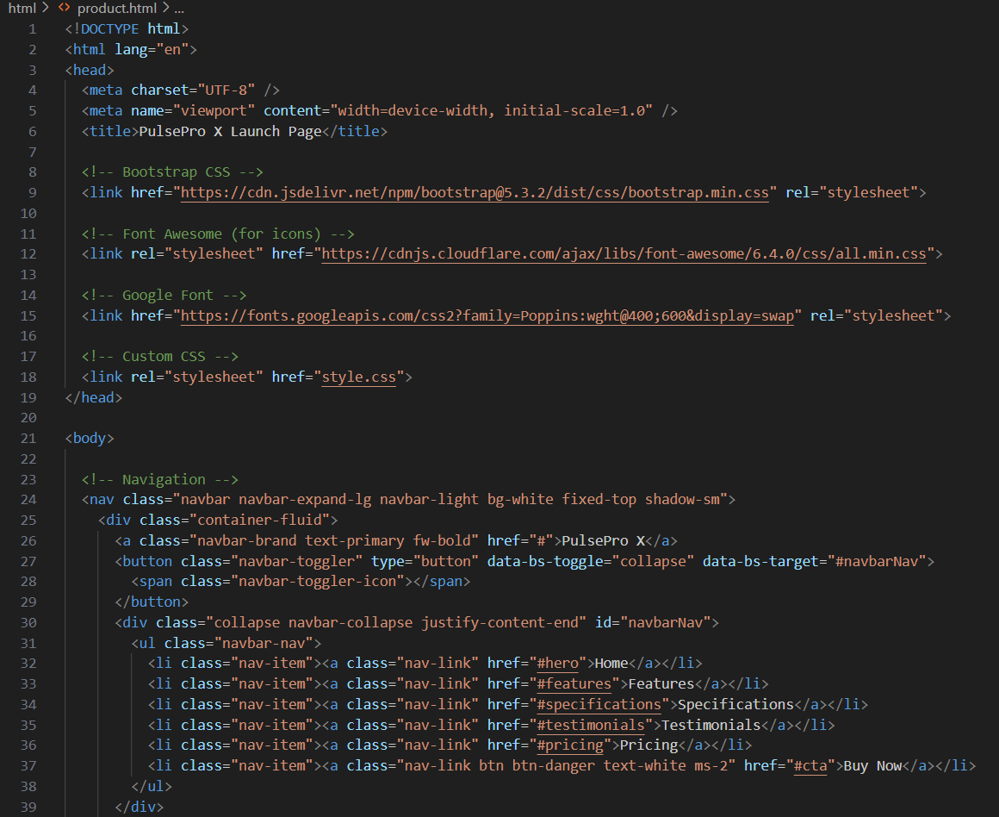 html > <> product.html > ...
1 <!DOCTYPE html>
2 <html lang="en">
3 <head>
4   <meta charset="UTF-8" />
5   <meta name="viewport" content="width=device-width, initial-scale=1.0" />
6   <title>PulsePro X Launch Page</title>
7
8   <!-- Bootstrap CSS -->
9   <link href="https://cdn.jsdelivr.net/npm/bootstrap@5.3.2/dist/css/bootstrap.min.css" rel="stylesheet">
10
11   <!-- Font Awesome (for icons) -->
12   <link rel="stylesheet" href="https://cdnjs.cloudflare.com/ajax/libs/font-awesome/6.4.0/css/all.min.css">
13
14   <!-- Google Font -->
15   <link href="https://fonts.googleapis.com/css2?family=Poppins:wght@400;600&display=swap" rel="stylesheet">
16
17   <!-- Custom CSS -->
18   <link rel="stylesheet" href="style.css">
19 </head>
20
21 <body>
22
23   <!-- Navigation -->
24   <nav class="navbar navbar-expand-lg navbar-light bg-white fixed-top shadow-sm">
25     <div class="container-fluid">
26       <a class="navbar-brand text-primary fw-bold" href="#">PulsePro X</a>
27       <button class="navbar-toggler" type="button" data-bs-toggle="collapse" data-bs-target="#navbarNav">
28         <span class="navbar-toggler-icon"></span>
29       </button>
30       <div class="collapse navbar-collapse justify-content-end" id="navbarNav">
31         <ul class="navbar-nav">
32           <li class="nav-item"><a class="nav-link" href="#hero">Home</a></li>
33           <li class="nav-item"><a class="nav-link" href="#features">Features</a></li>
34           <li class="nav-item"><a class="nav-link" href="#specifications">Specifications</a></li>
35           <li class="nav-item"><a class="nav-link" href="#testimonials">Testimonials</a></li>
36           <li class="nav-item"><a class="nav-link" href="#pricing">Pricing</a></li>
37           <li class="nav-item"><a class="nav-link btn btn-danger text-white ms-2" href="#cta">Buy Now</a></li>
38         </ul>
39       </div>